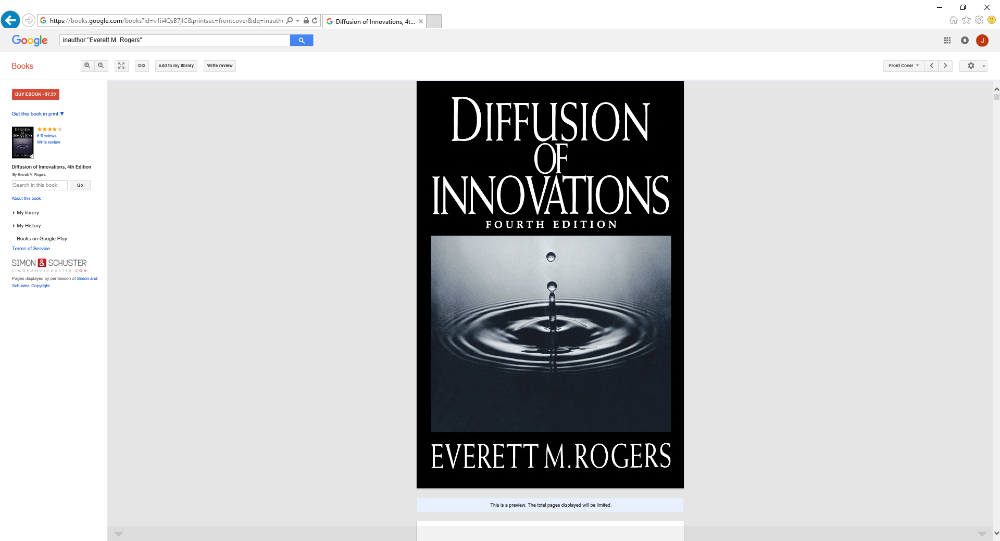 https://books.google.com/books?id=v1ii4QsB7jIC&printsec=frontcover&dq=inautho
Diffusion of Innovations, 4t...
Google
inauthor:"Everett M. Rogers"
J
Books
Add to my library
Write review
Front Cover
BUY EBOOK - $7.99
Get this book in print ▼
6 Reviews
Write review
Diffusion of Innovations, 4th Edition
By Everett M. Rogers
Search in this book
Go
About this book
My library
My History
Books on Google Play
Terms of Service
SIMON & SCHUSTER
SIMONANDSCHUSTER.COM
Pages displayed by permission of Simon and
Schuster. Copyright.
DIFFUSION
OF
INNOVATIONS
FOURTH EDITION
EVERETT M. ROGERS
This is a preview. The total pages displayed will be limited.